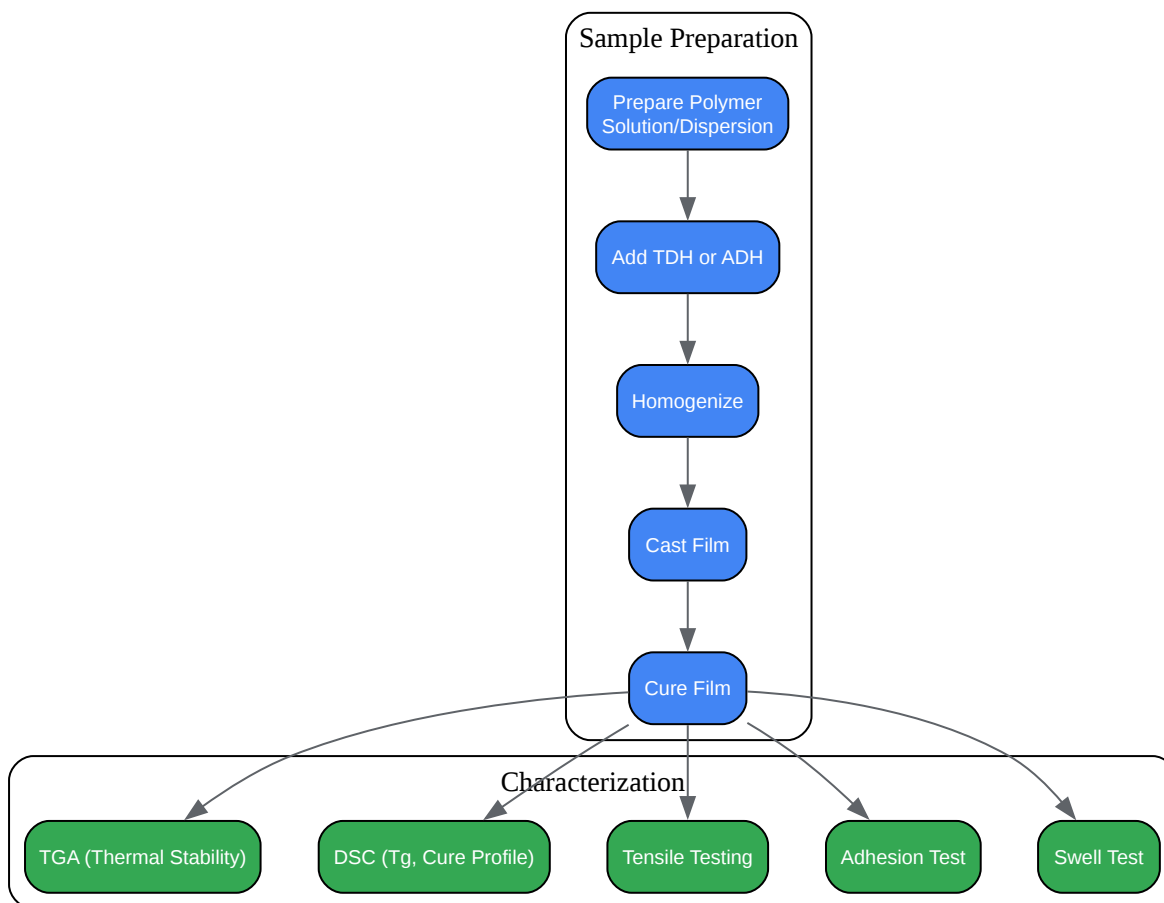 Sample Preparation
Prepare Polymer
Solution/Dispersion
Add TDH or ADH
Homogenize
Cast Film
Cure Film
Characterization
TGA (Thermal Stability)
DSC (Tg, Cure Profile)
Tensile Testing
Adhesion Test
Swell Test